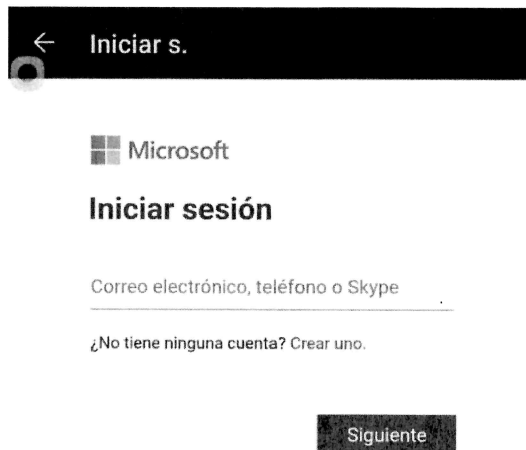 Iniciar s.
Microsoft
Iniciar sesión
Correo electrónico, teléfono o Skype
¿No tiene ninguna cuenta? Crear uno.
Siguiente